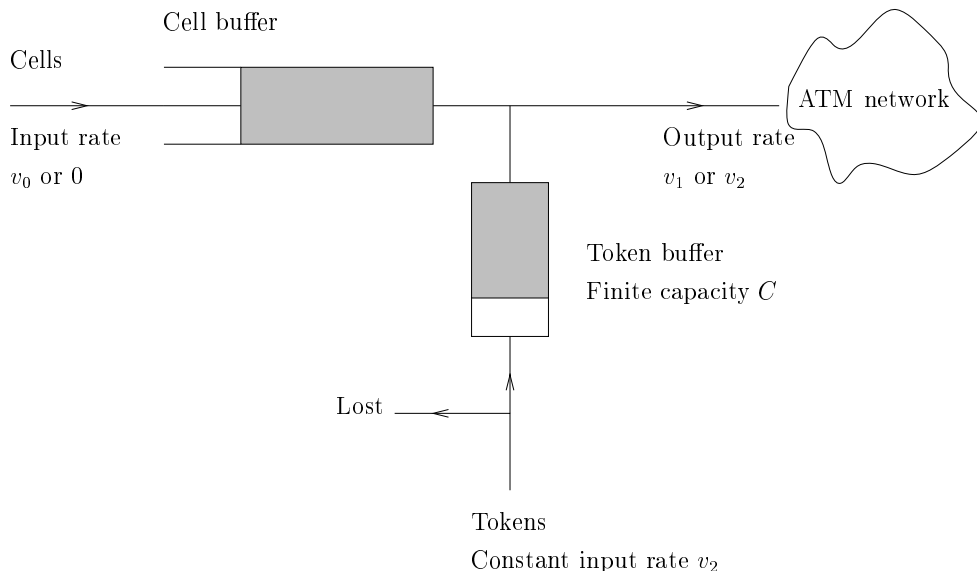 Cell buffer
Cells
ATM network
Input rate
v₀ or 0
Output rate
v₁ or v₂
Token buffer
Finite capacity C
Lost
Tokens
Constant input rate v₂